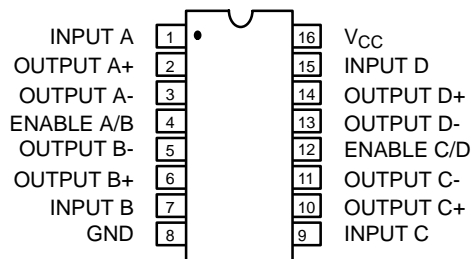 INPUT A 1 16 VCC
OUTPUT A+ 2 15 INPUT D
OUTPUT A- 3 14 OUTPUT D+
ENABLE A/B 4 13 OUTPUT D-
OUTPUT B- 5 12 ENABLE C/D
OUTPUT B+ 6 11 OUTPUT C-
INPUT B 7 10 OUTPUT C+
GND 8 9 INPUT C